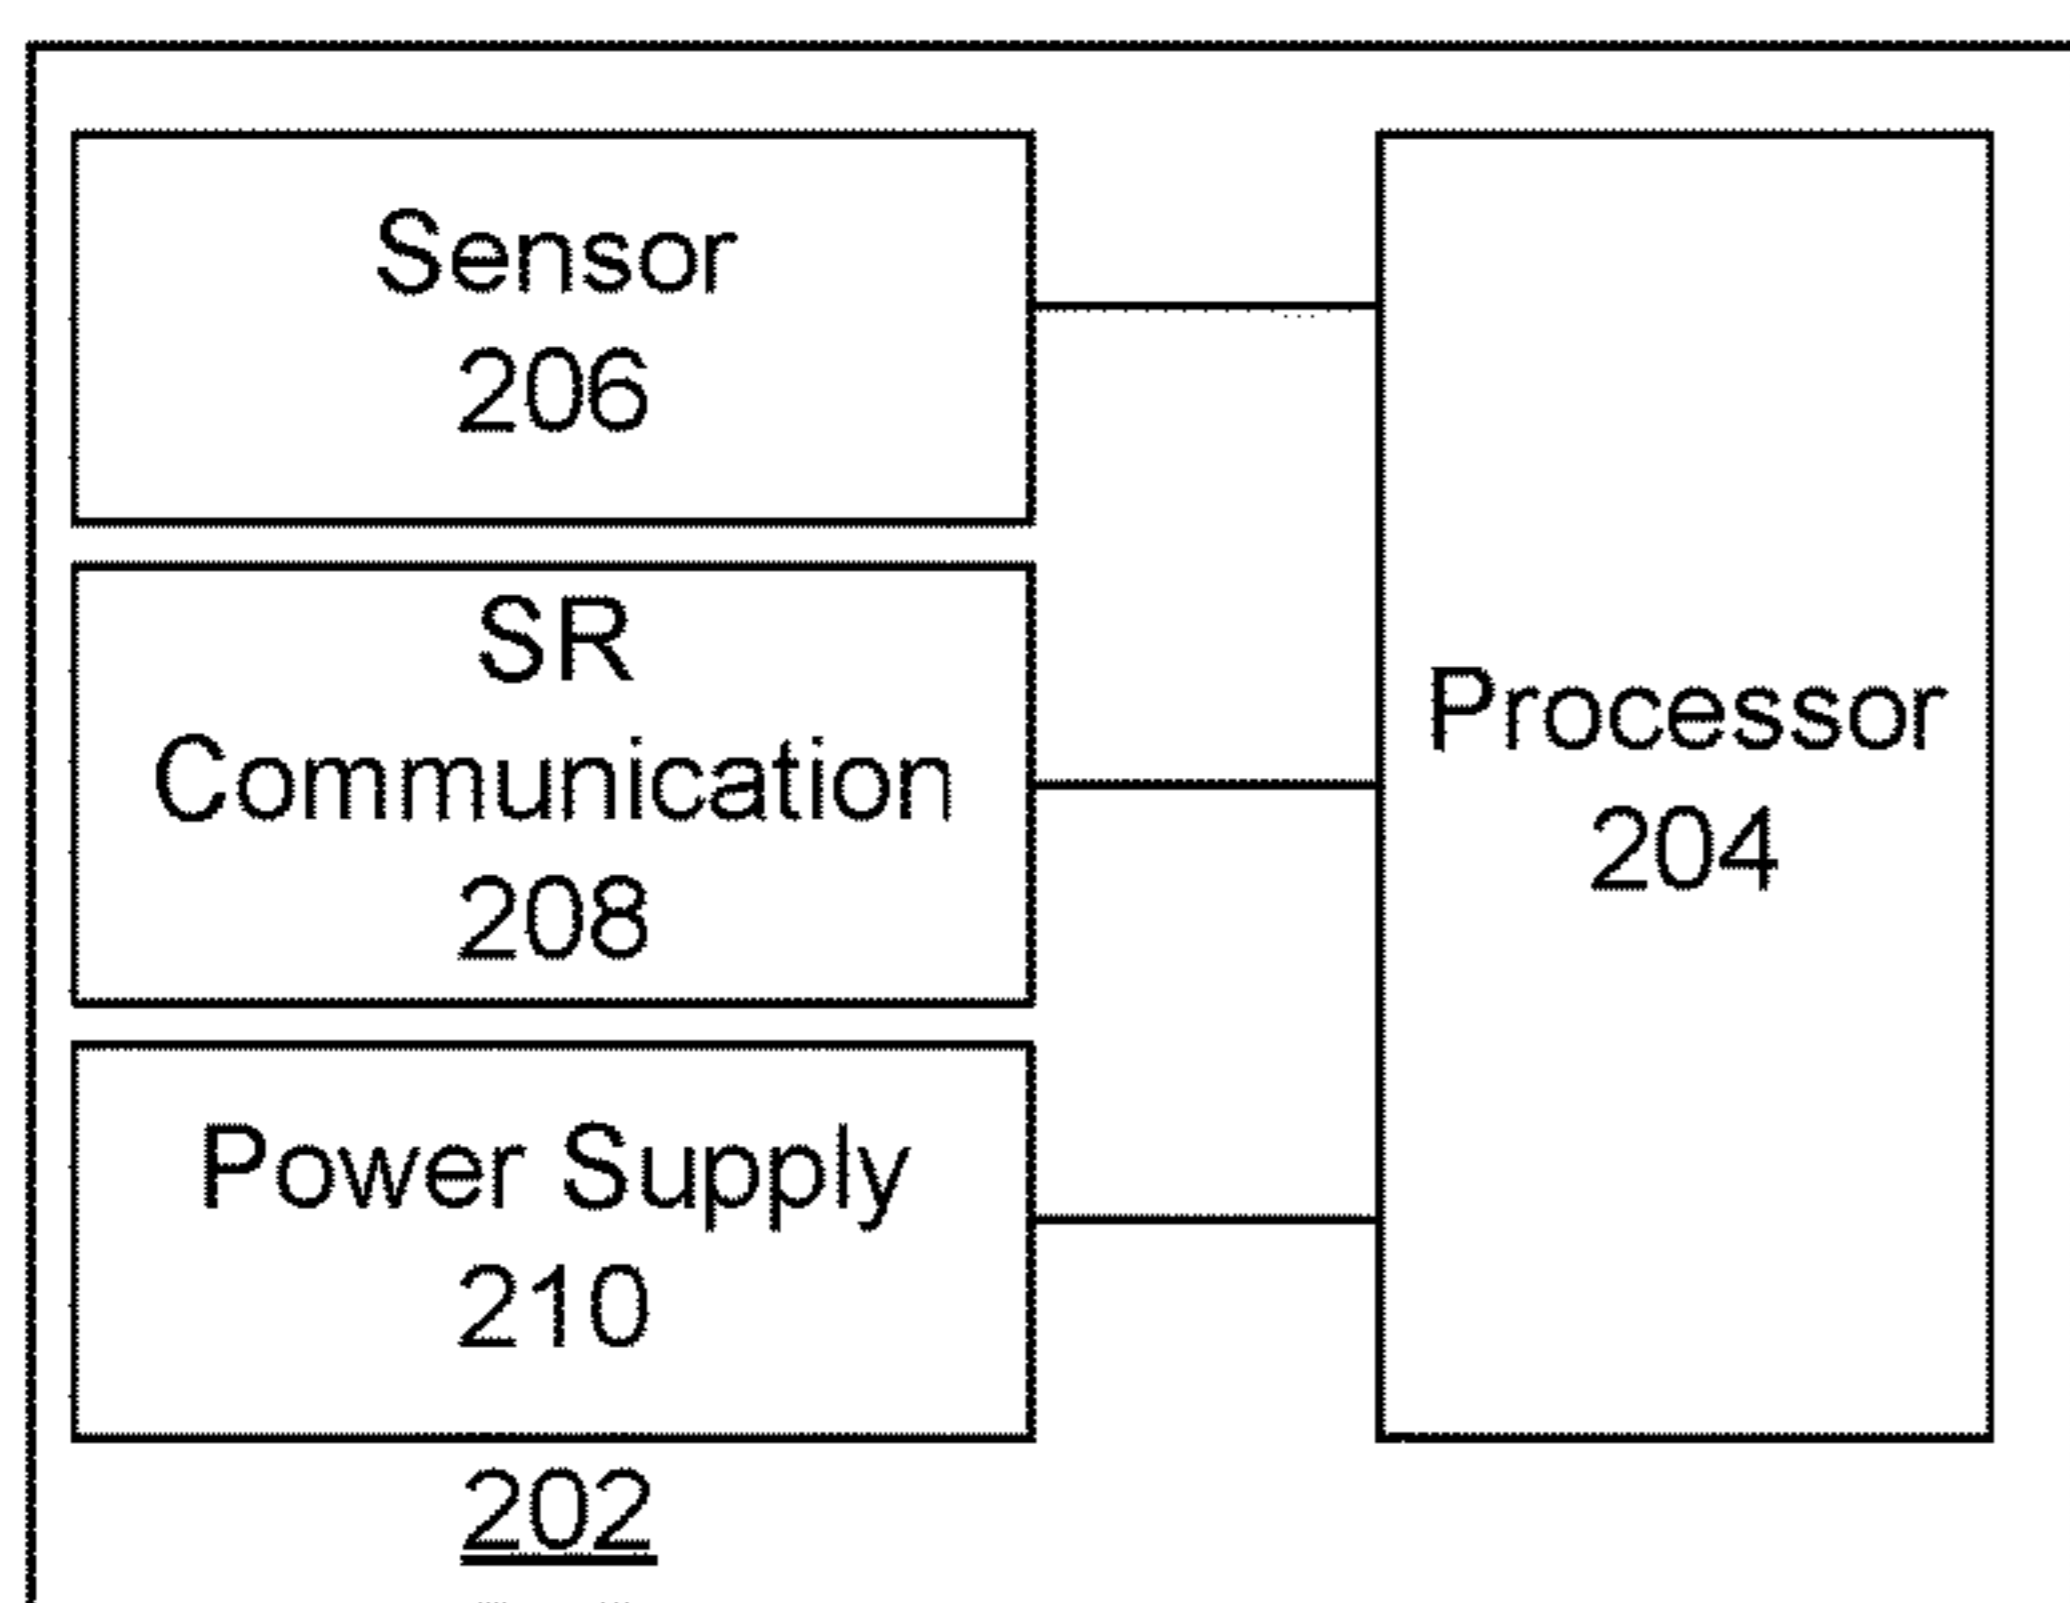 Sensor
206
SR
Communication
208
Power Supply
210
202
Processor
204